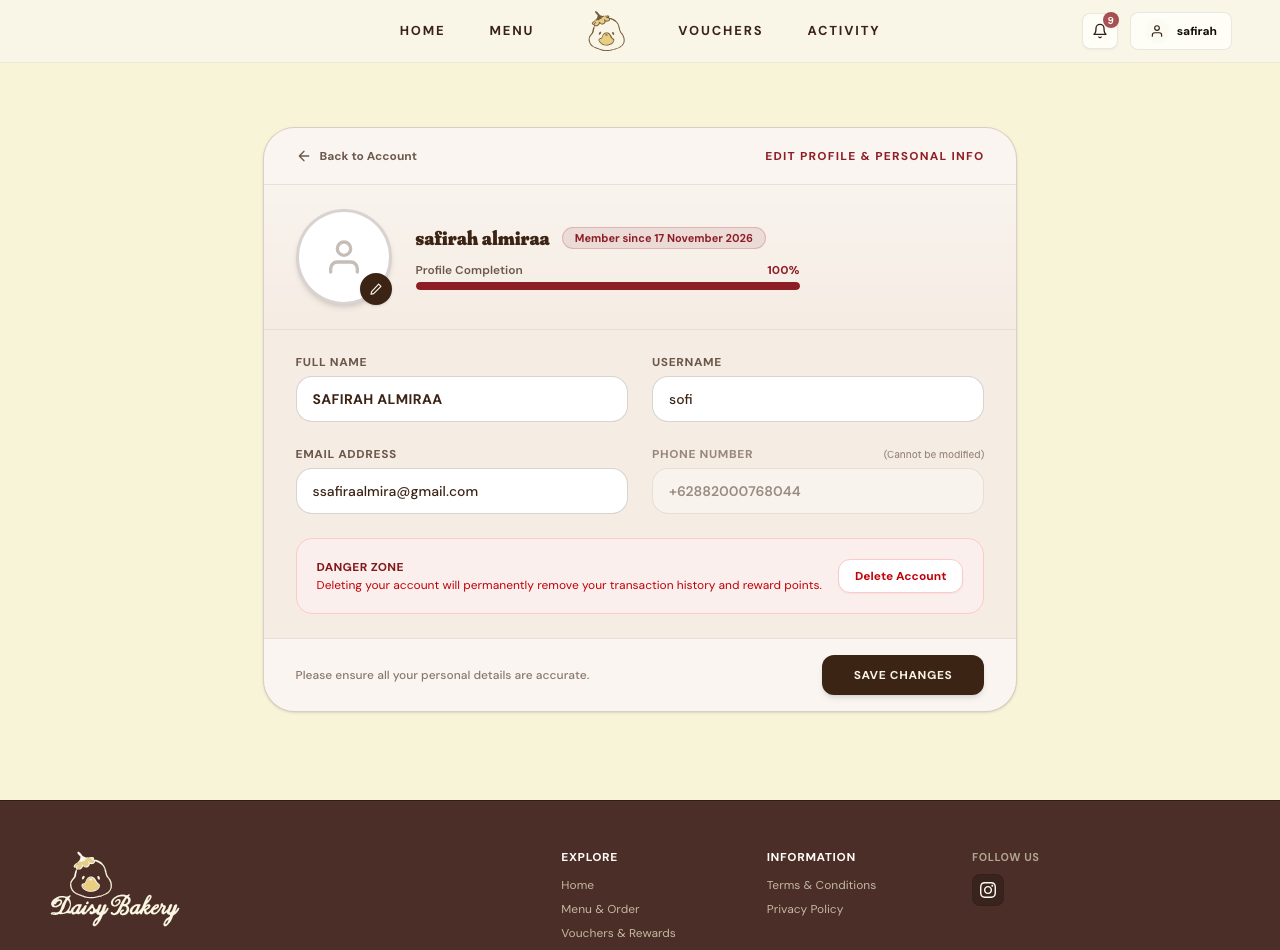 HOME MENU VOUCHERS ACTIVITY 9 safirah
Back to Account EDIT PROFILE & PERSONAL INFO
safirah almiraa Member since 17 November 2026
Profile Completion 100%
FULL NAME USERNAME
SAFIRAH ALMIRAA sofi
EMAIL ADDRESS PHONE NUMBER (Cannot be modified)
ssafiraalmira@gmail.com +62882000768044
DANGER ZONE
Deleting your account will permanently remove your transaction history and reward points. Delete Account
Please ensure all your personal details are accurate. SAVE CHANGES
Daisy Bakery
EXPLORE INFORMATION FOLLOW US
Home Terms & Conditions
Menu & Order Privacy Policy
Vouchers & Rewards